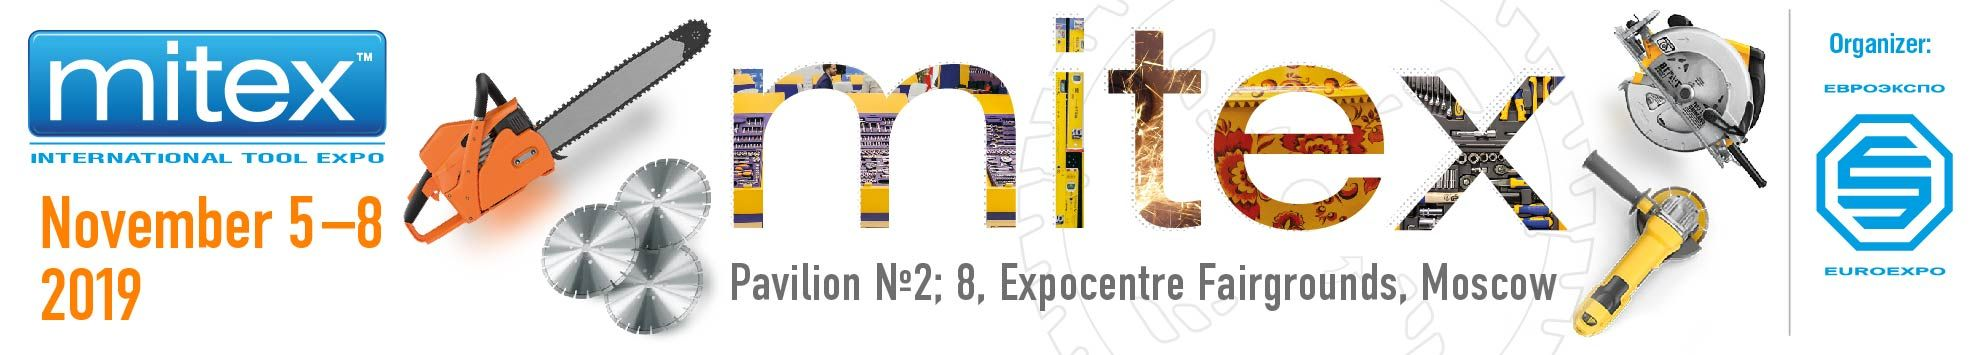 mitex™
INTERNATIONAL TOOL EXPO
November 5–8
2019
mitex
Pavilion №2; 8, Expocentre Fairgrounds, Moscow
Organizer:
ЕВРОЭКСПО
EUROEXPO